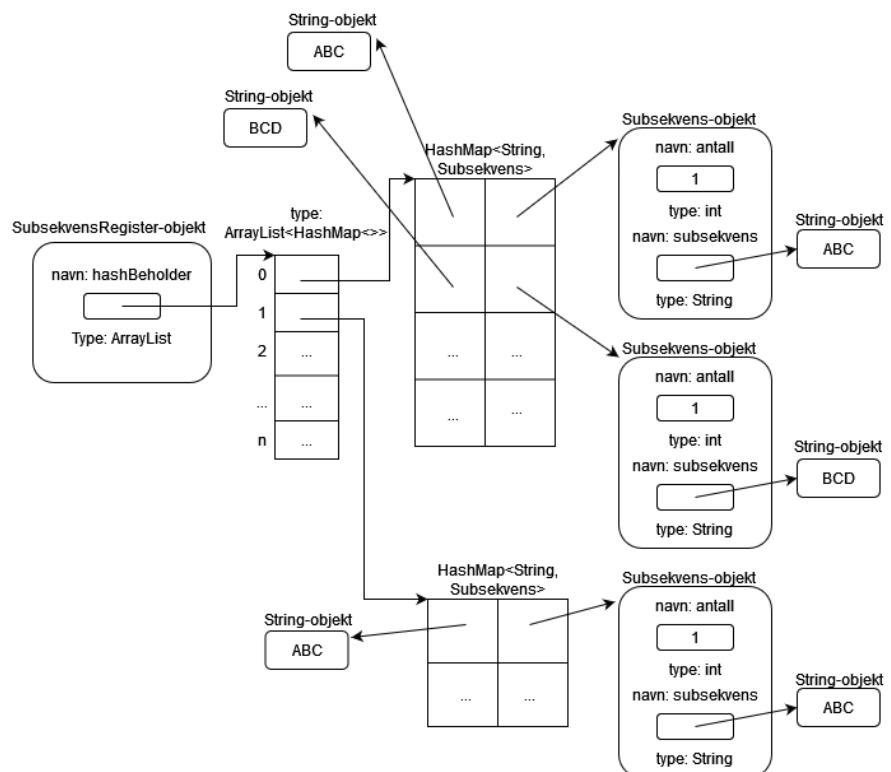 String-objekt
ABC
String-objekt
BCD
SubsekvensRegister-objekt
navn: hashBeholder
Type: ArrayList
type:
ArrayList<HashMap<>>
0
1
2
...
...
...
n
...
HashMap<String,
Subsekvens>
... ...
... ...
Subsekvens-objekt
navn: antall
1
type: int
navn: subsekvens
type: String
String-objekt
ABC
Subsekvens-objekt
navn: antall
1
type: int
navn: subsekvens
type: String
String-objekt
BCD
HashMap<String,
Subsekvens>
String-objekt
ABC
... ...
Subsekvens-objekt
navn: antall
1
type: int
navn: subsekvens
type: String
String-objekt
ABC